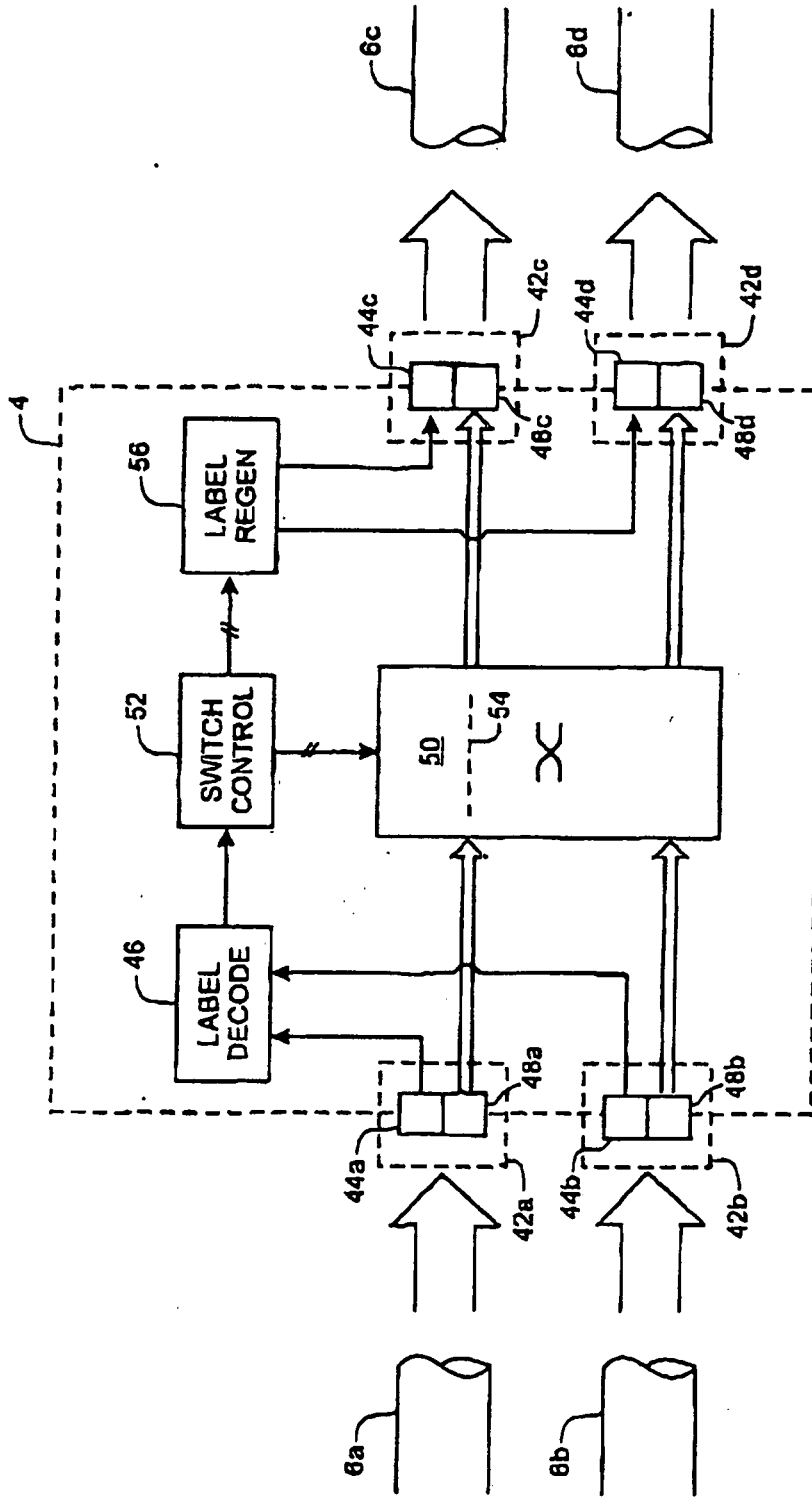 4
46
LABEL
DECODE
52
SWITCH
CONTROL
56
LABEL
REGEN
6a
44a
48a
42a
50
54
44c
48c
42c
6c
6b
44b
48b
42b
44d
48d
42d
6d